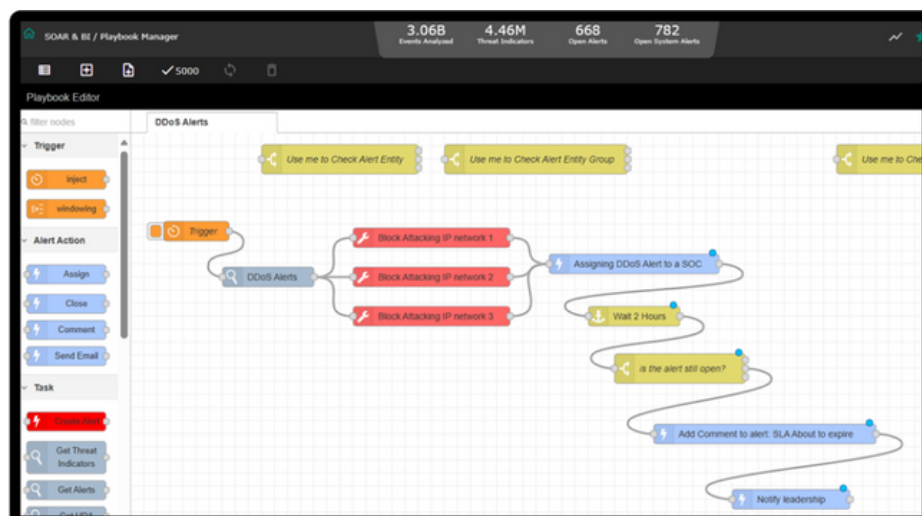 SOAR & BI / Playbook Manager
3.06B
Events Analyzed
4.46M
Threat Indicators
668
Open Alerts
782
Open System Alerts
5000
Playbook Editor
filter nodes
DDoS Alerts
Trigger
inject
windowing
Alert Action
Assign
Close
Comment
Send Email
Task
Create Alert
Get Threat
Indicators
Get Alerts
Use me to Check Alert Entity
Use me to Check Alert Entity Group
Use me to Che
Trigger
DDoS Alerts
Block Attacking IP network 1
Block Attacking IP network 2
Block Attacking IP network 3
Assigning DDoS Alert to a SOC
Wait 2 Hours
is the alert still open?
Add Comment to alert. SLA About to expire
Notify leadership